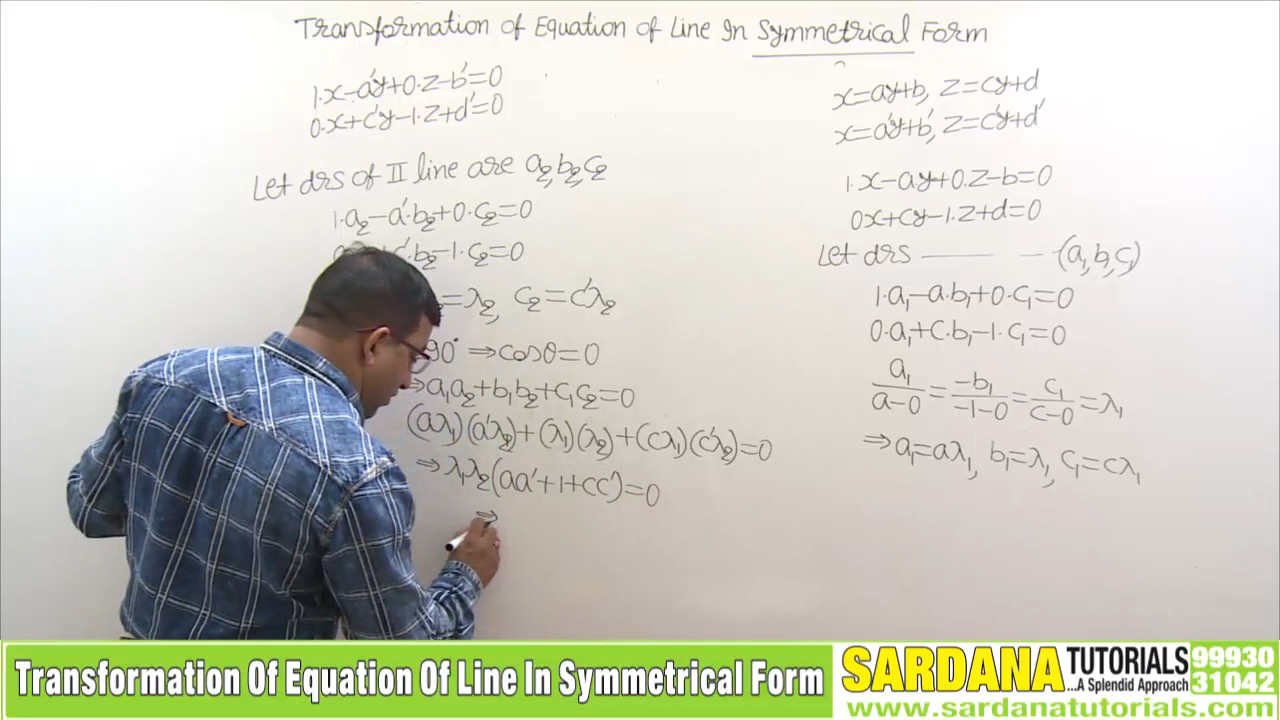 Transformation of Equation of Line In Symmetrical Form
1·x-a'y+0·z-b'=0
0·x+c'y-1·z+d'=0
Let drs of II line are a₂,b₂,c₂
1·a₂-a'·b₂+0·c₂=0
b₂-1·c₂=0
=λ₂, c₂=c'λ₂
90° ⇒cosθ=0
⇒a₁a₂+b₁b₂+c₁c₂=0
(aλ₁)(a'λ₂)+(λ₁)(λ₂)+(cλ₁)(c'λ₂)=0
⇒λ₁λ₂(aa'+1+cc')=0
⇒
x=ay+b, z=cy+d
x=a'y+b', z=c'y+d'
1·x-ay+0·z-b=0
0x+cy-1·z+d=0
Let drs ——— — (a₁,b₁,c₁)
1·a₁-a·b₁+0·c₁=0
0·a₁+c·b₁-1·c₁=0
a₁/(a-0)=-b₁/(-1-0)=c₁/(c-0)=λ₁
⇒a₁=aλ₁, b₁=λ₁, c₁=cλ₁
Transformation Of Equation Of Line In Symmetrical Form
SARDANA TUTORIALS
...A Splendid Approach
99930
31042
www.sardanatutorials.com